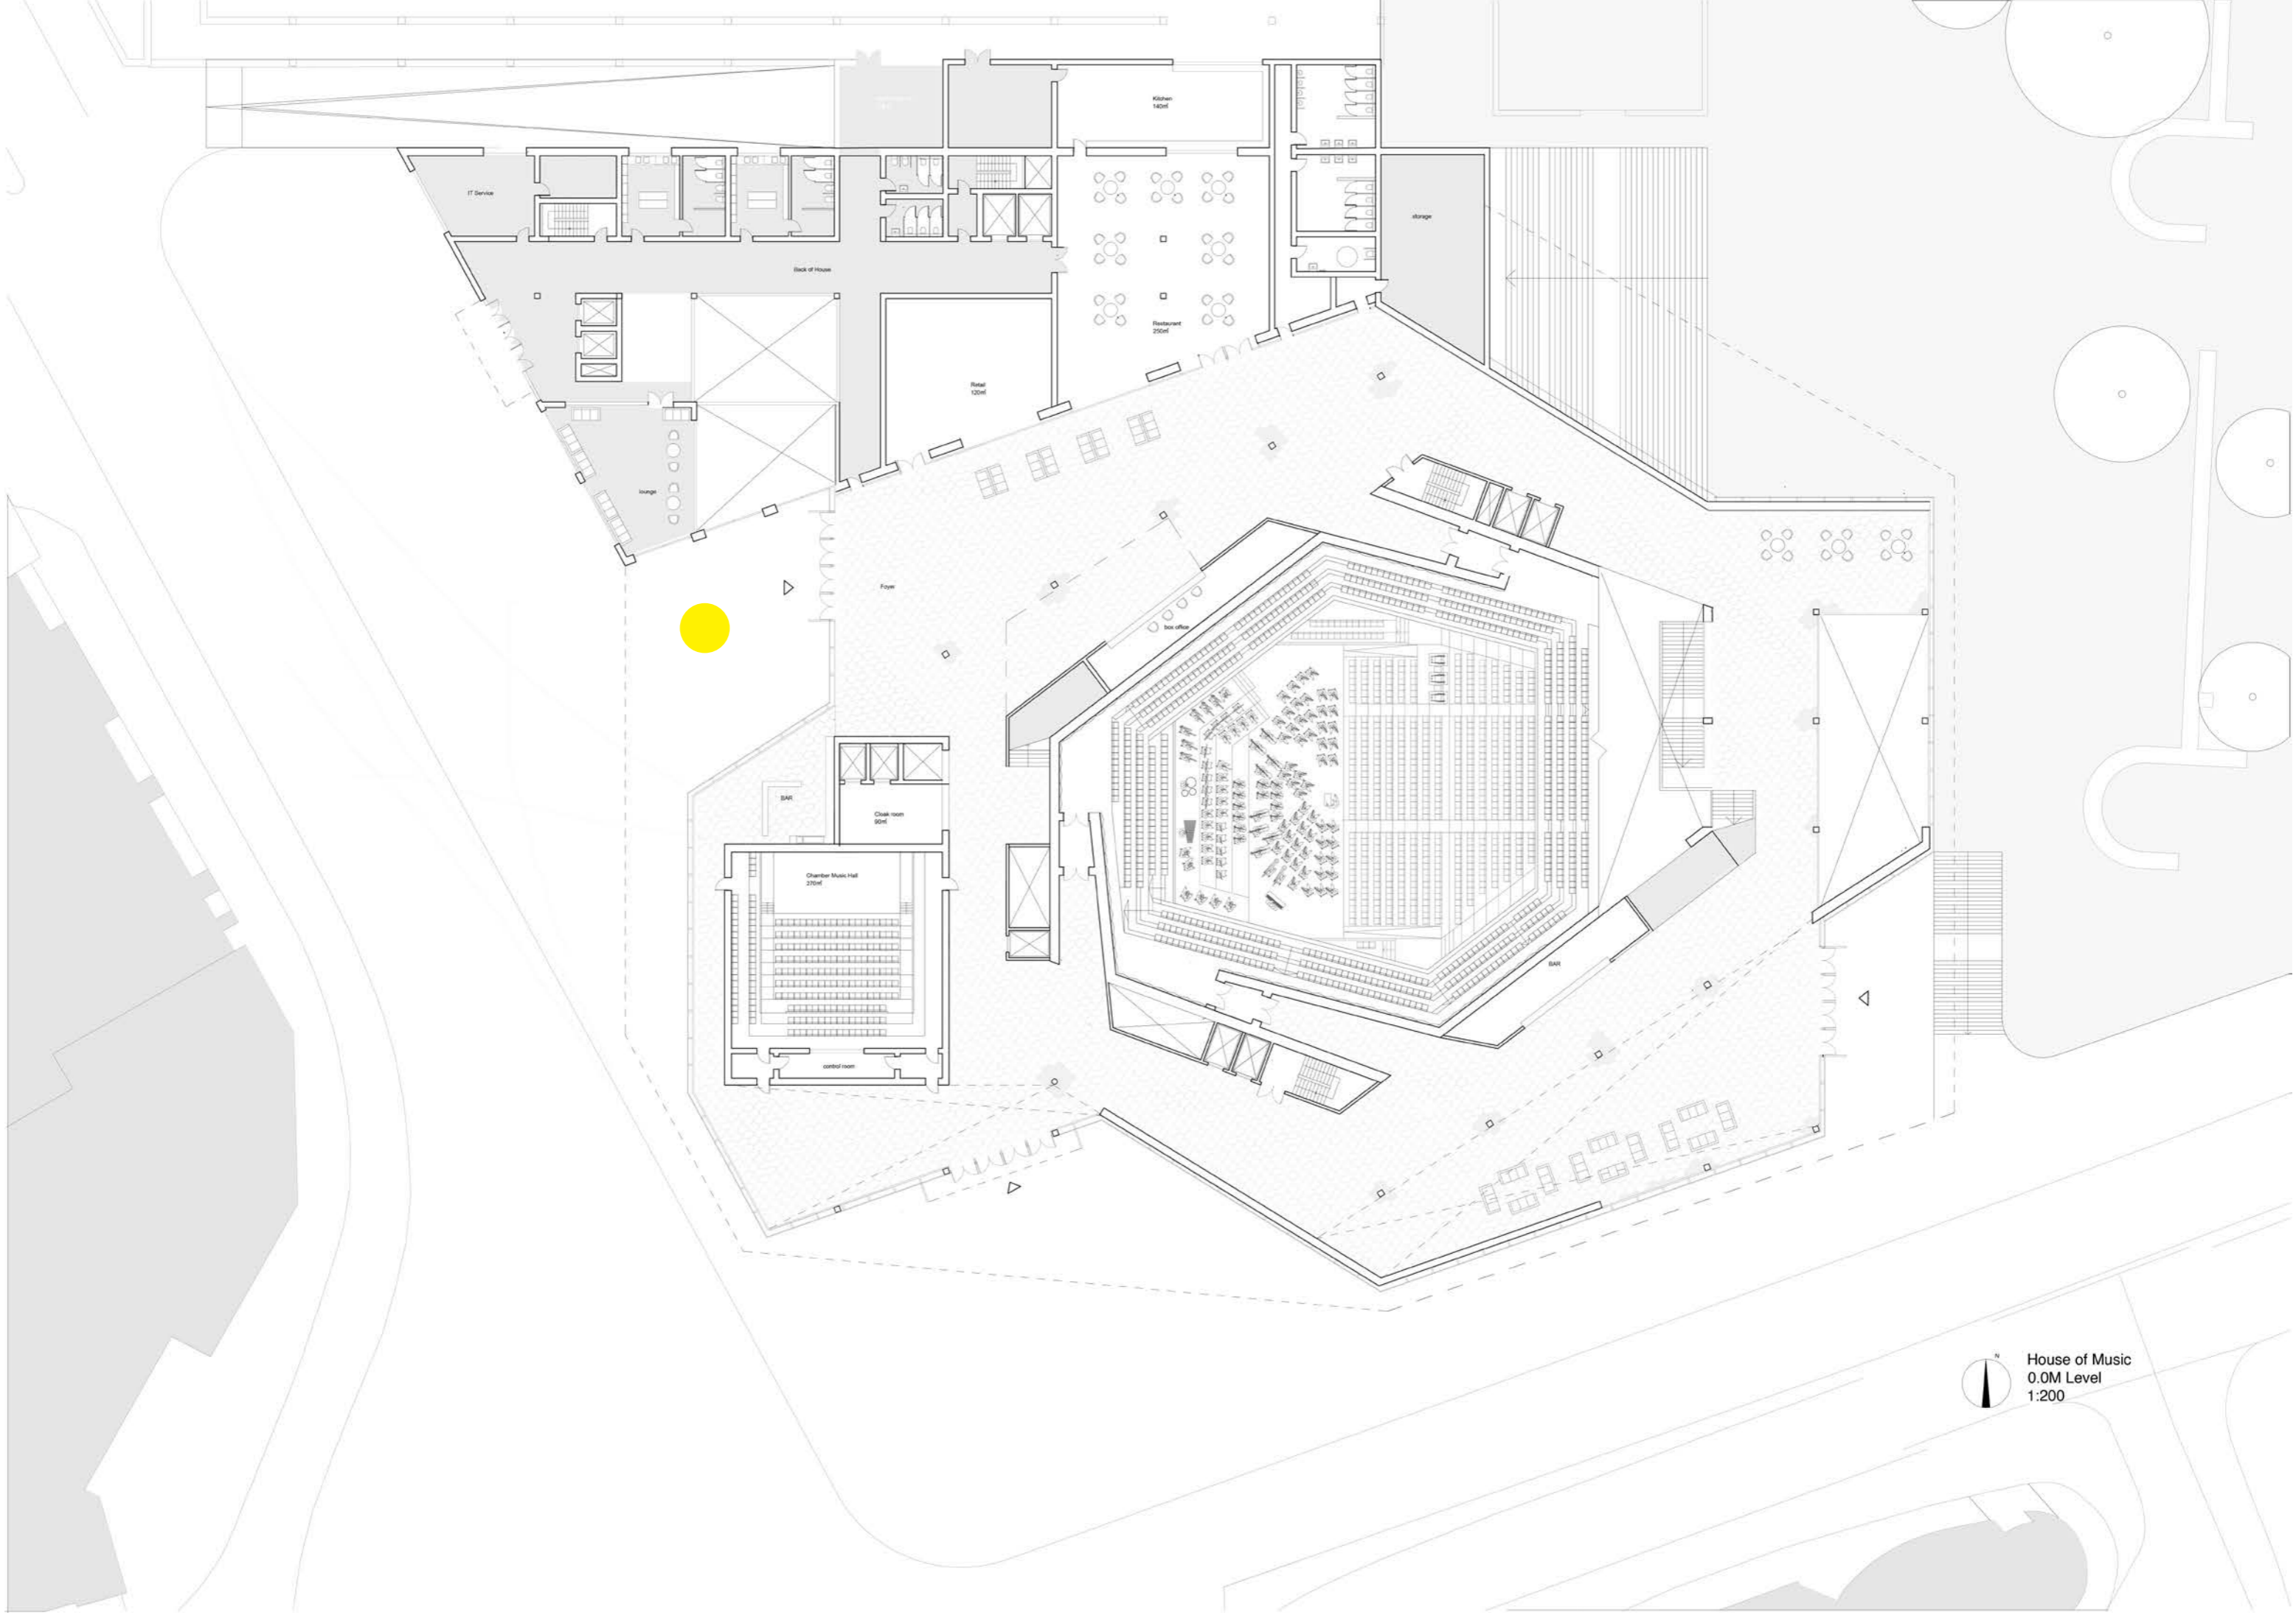 Kitchen
140㎡
IT Service
storage
Back of House
Restaurant
250㎡
Retail
120㎡
lounge
Foyer
box office
BAR
Cloak room
90㎡
Chamber Music Hall
270㎡
BAR
control room
N
House of Music
0.0M Level
1:200